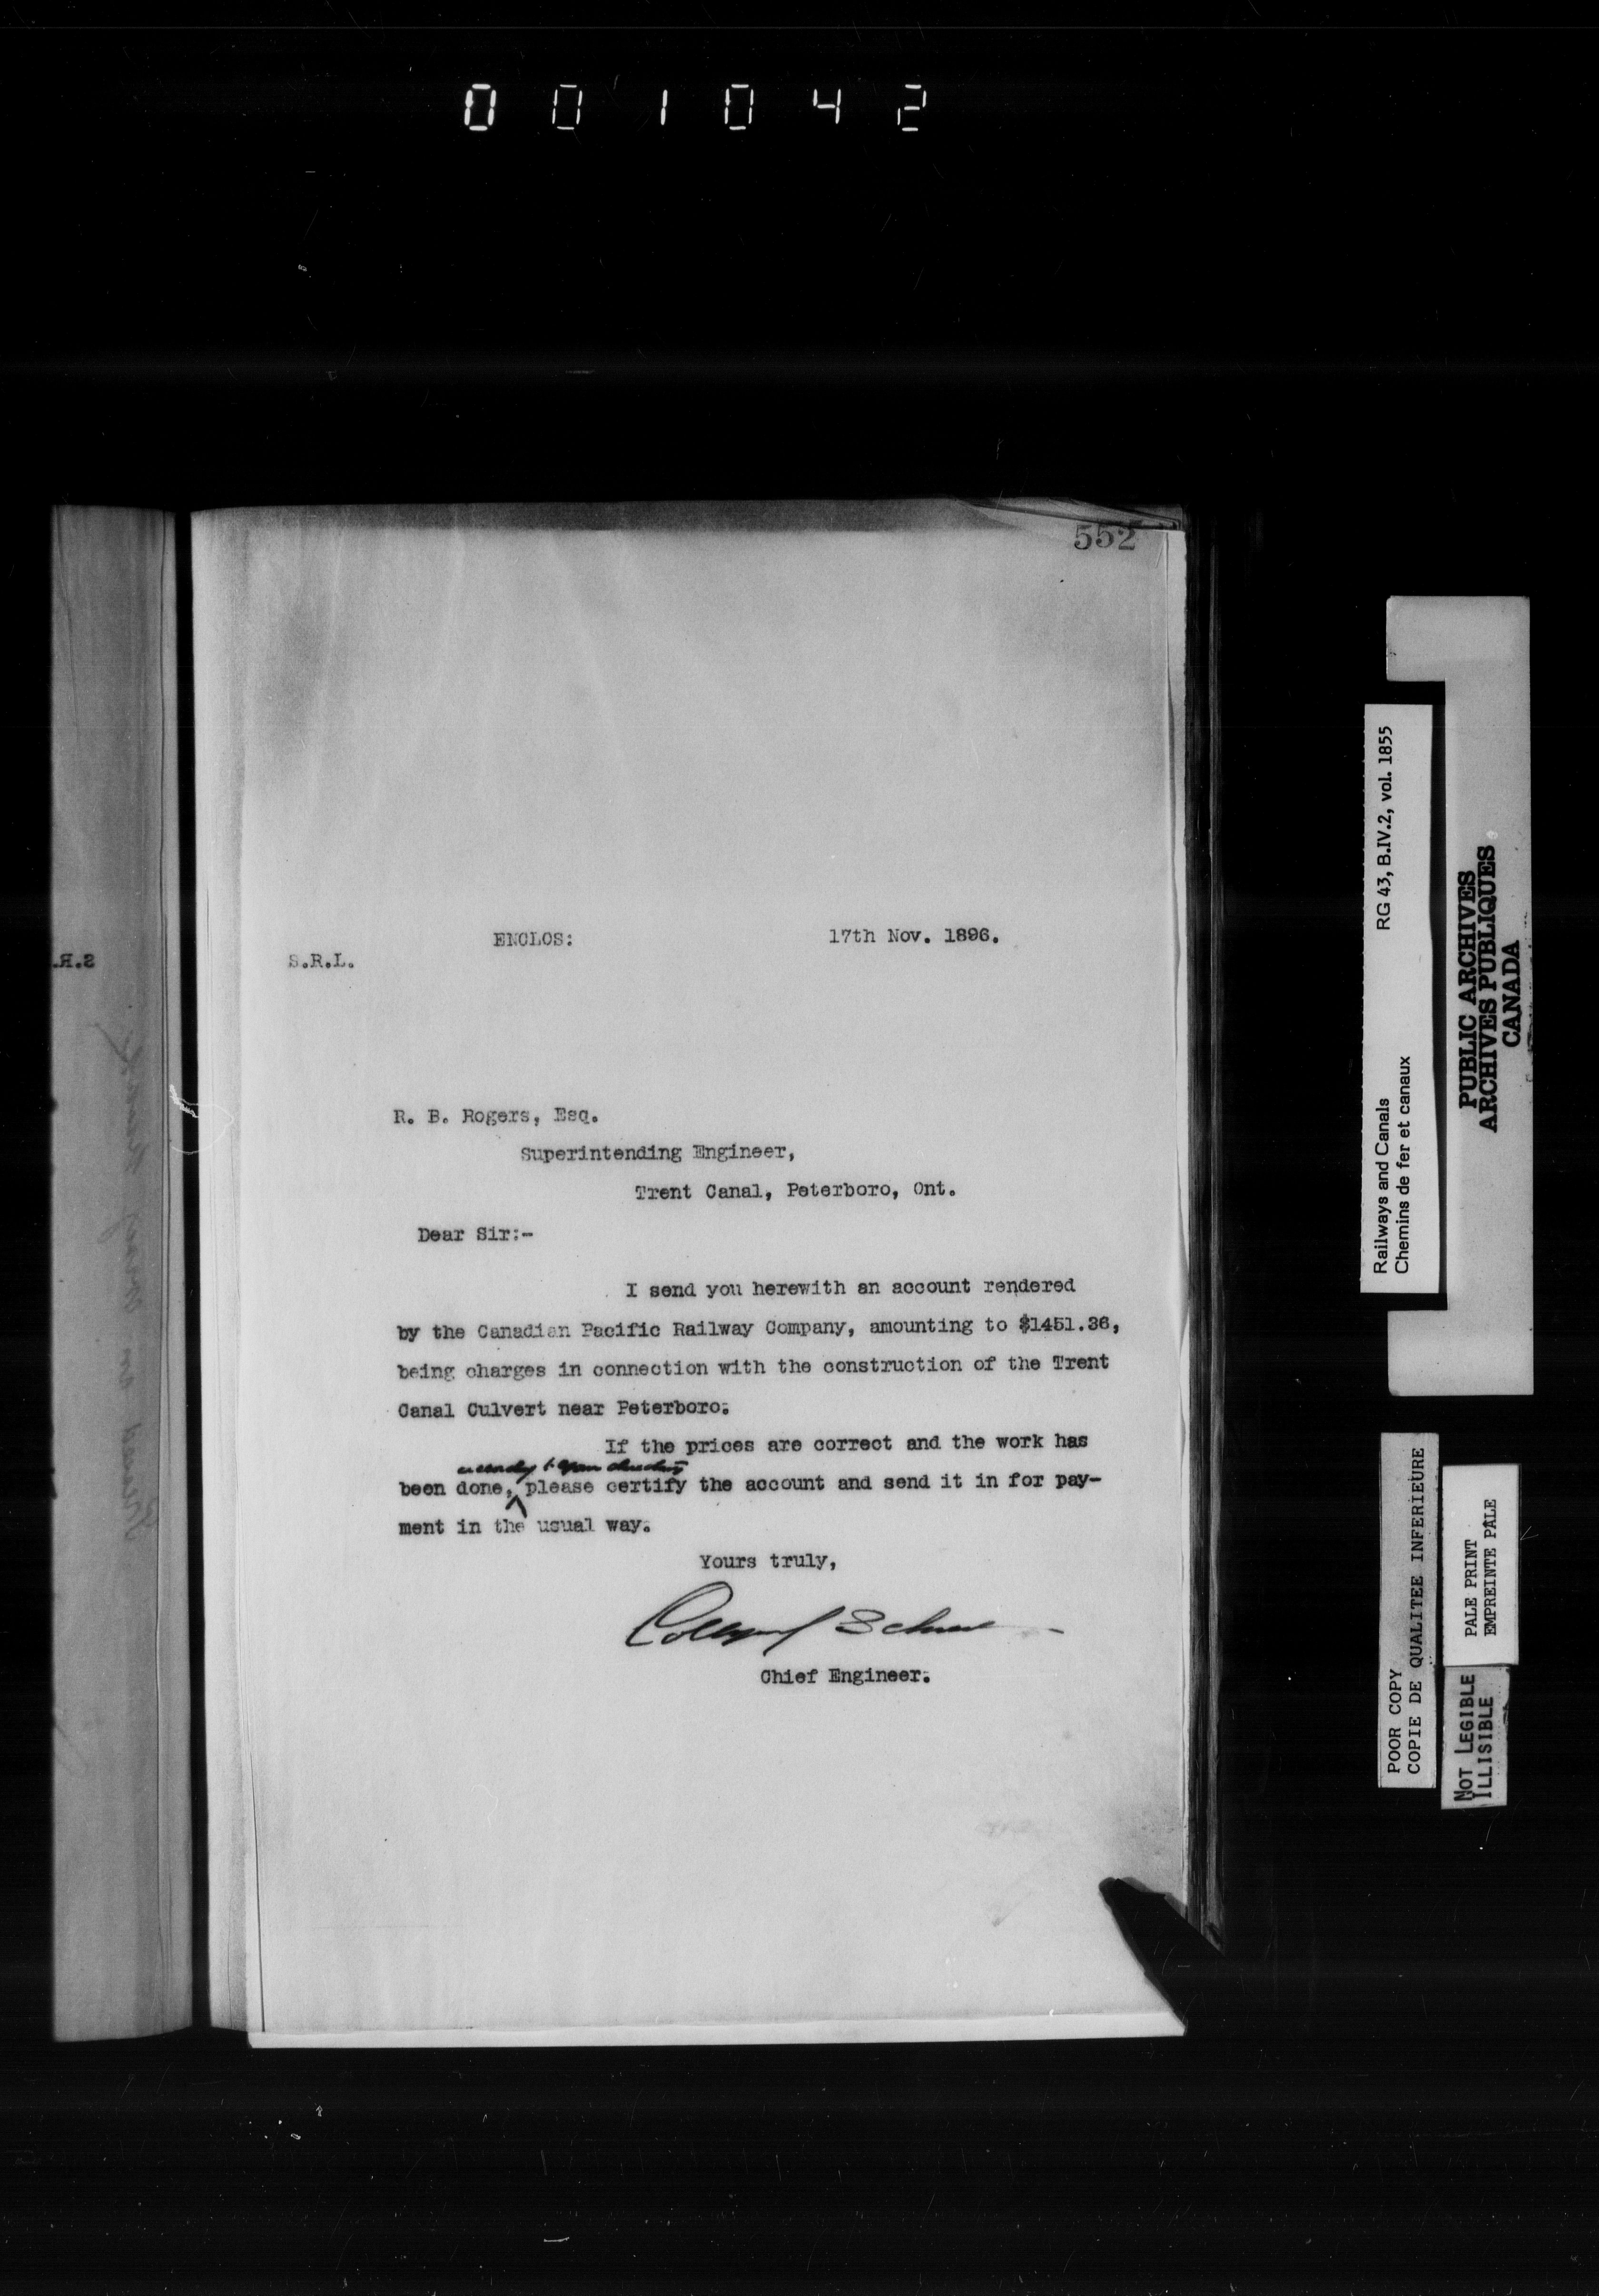 001042
552
ENCLOS: 17th Nov. 1896.
S.R.L.
R. B. Rogers, Esq.
Superintending Engineer,
Trent Canal, Peterboro, Ont.
Dear Sir:-
I send you herewith an account rendered
by the Canadian Pacific Railway Company, amounting to $1451.36,
being charges in connection with the construction of the Trent
Canal Culvert near Peterboro.
If the prices are correct and the work has
been done, please certify the account and send it in for pay-
ment in the usual way.
Yours truly,
Chief Engineer.
Railways and Canals RG 43, B.IV.2, vol. 1855
Chemins de fer et canaux
PUBLIC ARCHIVES
ARCHIVES PUBLIQUES
CANADA
POOR COPY
COPIE DE QUALITEE INFERIEURE
PALE PRINT
EMPREINTE PÂLE
NOT LEGIBLE
ILLISIBLE